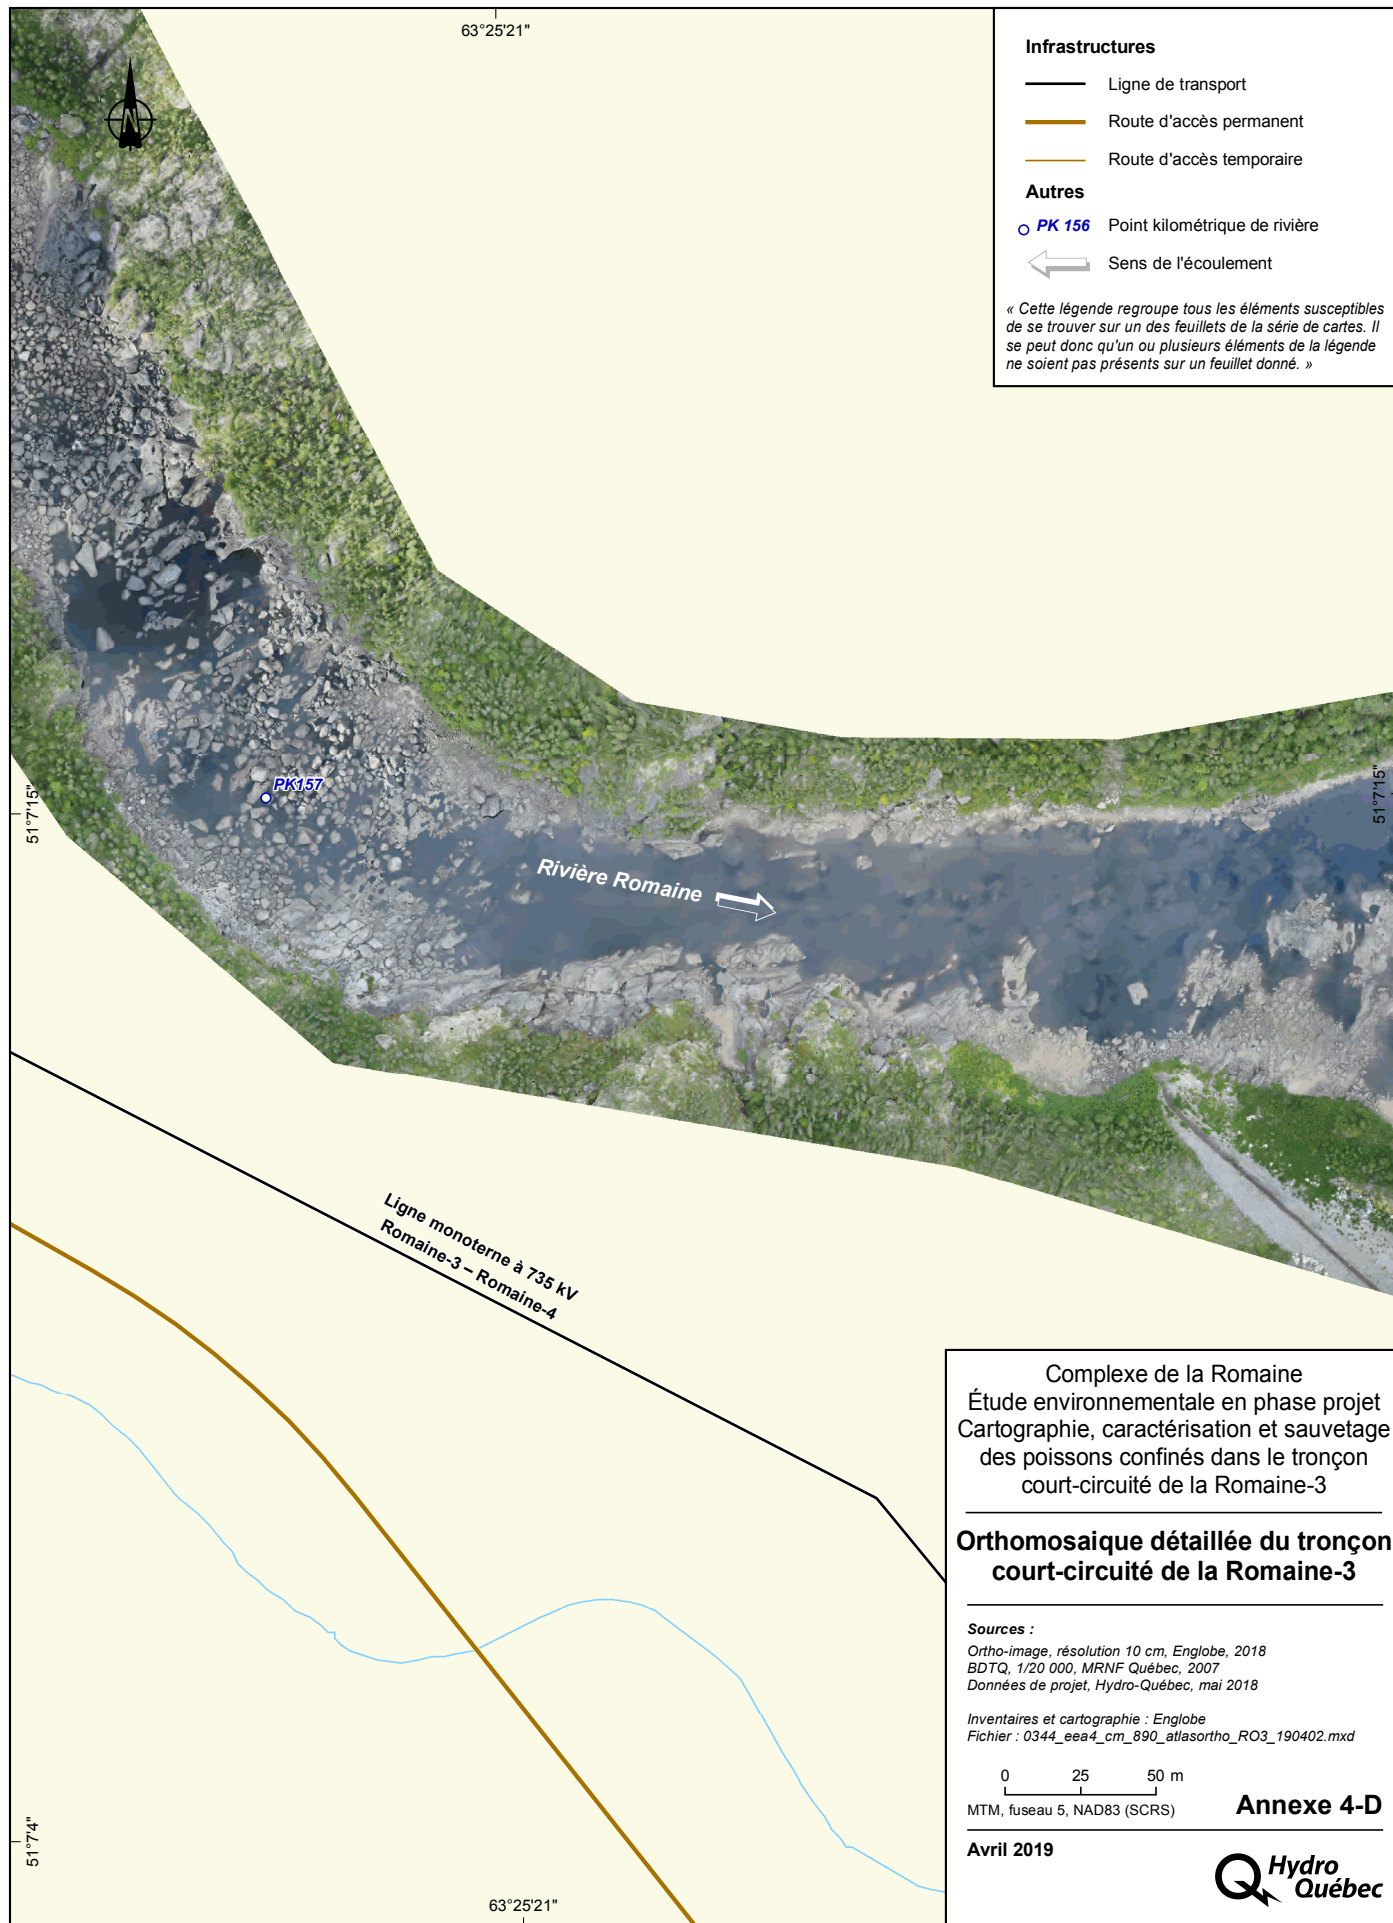 63°25'21"
N
Infrastructures
Ligne de transport
Route d'accès permanent
Route d'accès temporaire
Autres
PK 156 Point kilométrique de rivière
Sens de l'écoulement
« Cette légende regroupe tous les éléments susceptibles
de se trouver sur un des feuillets de la série de cartes. Il
se peut donc qu'un ou plusieurs éléments de la légende
ne soient pas présents sur un feuillet donné. »
PK157
51°7'15"
51°7'15"
Rivière Romaine
Ligne monoterne à 735 kV
Romaine-3 – Romaine-4
Complexe de la Romaine
Étude environnementale en phase projet
Cartographie, caractérisation et sauvetage
des poissons confinés dans le tronçon
court-circuité de la Romaine-3
Orthomosaique détaillée du tronçon
court-circuité de la Romaine-3
Sources :
Ortho-image, résolution 10 cm, Englobe, 2018
BDTQ, 1/20 000, MRNF Québec, 2007
Données de projet, Hydro-Québec, mai 2018
Inventaires et cartographie : Englobe
Fichier : 0344_eea4_cm_890_atlasortho_RO3_190402.mxd
0 25 50 m
MTM, fuseau 5, NAD83 (SCRS)
Annexe 4-D
Avril 2019
Hydro
Québec
51°7'4"
63°25'21"